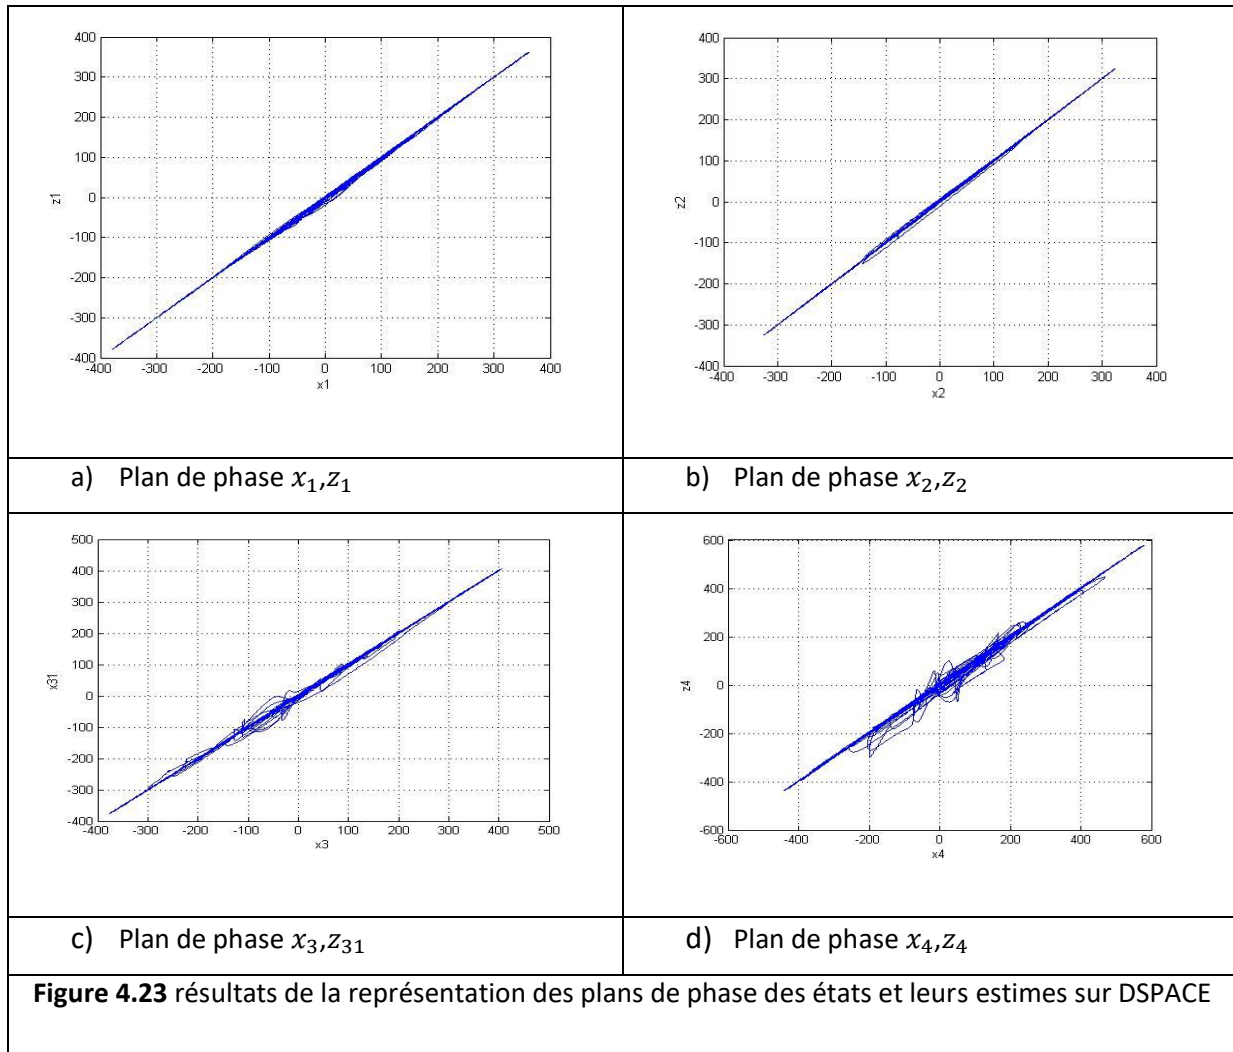 400
300
200
100
0
-100
-200
-300
-400
z1
-400 -300 -200 -100 0 100 200 300 400
x1
400
300
200
100
0
-100
-200
-300
-400
z2
-400 -300 -200 -100 0 100 200 300 400
x2
a) Plan de phase x₁,z₁
b) Plan de phase x₂,z₂
500
400
300
200
100
0
-100
-200
-300
-400
x31
-400 -300 -200 -100 0 100 200 300 400 500
x3
600
400
200
0
-200
-400
-600
z4
-600 -400 -200 0 200 400 600
x4
c) Plan de phase x₃,z₃₁
d) Plan de phase x₄,z₄
Figure 4.23 résultats de la représentation des plans de phase des états et leurs estimes sur DSPACE